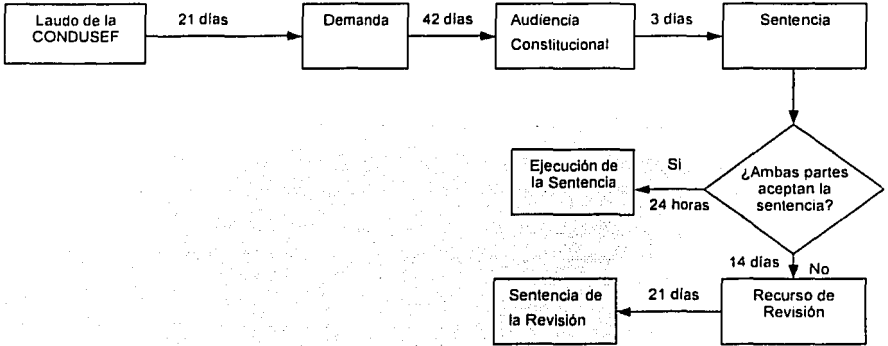 Laudo de la
CONDUSEF
21 días
Demanda
42 días
Audiencia
Constitucional
3 días
Sentencia
¿Ambas partes
aceptan la
sentencia?
Si
24 horas
Ejecución de
la Sentencia
14 días
No
Recurso de
Revisión
21 días
Sentencia de
la Revisión